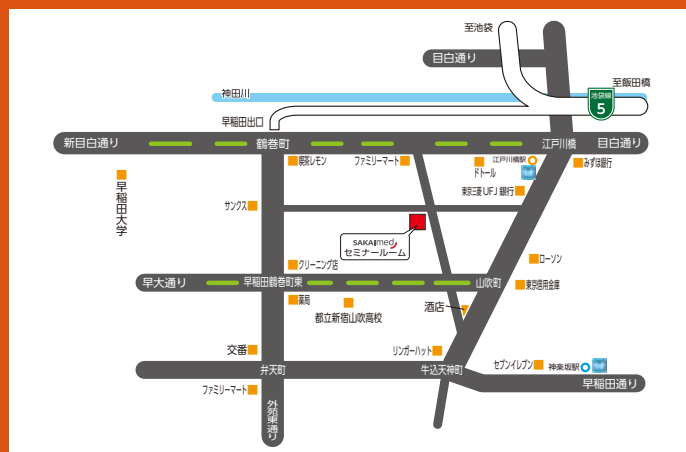 至池袋
目白通り
至飯田橋
神田川
池袋線
5
早稲田出口
新目白通り
鶴巻町
江戸川橋
目白通り
喫茶レモン
ファミリーマート
ドトール
江戸川橋駅
みずほ銀行
早稲田大学
東京三菱UFJ銀行
サンクス
SAKAImed
セミナールーム
クリーニング店
ローソン
早大通り
早稲田鶴巻町東
山吹町
東京信用金庫
薬局
都立新宿山吹高校
酒店
交番
リンガーハット
弁天町
牛込天神町
セブンイレブン
神楽坂駅
早稲田通り
ファミリーマート
外苑東通り